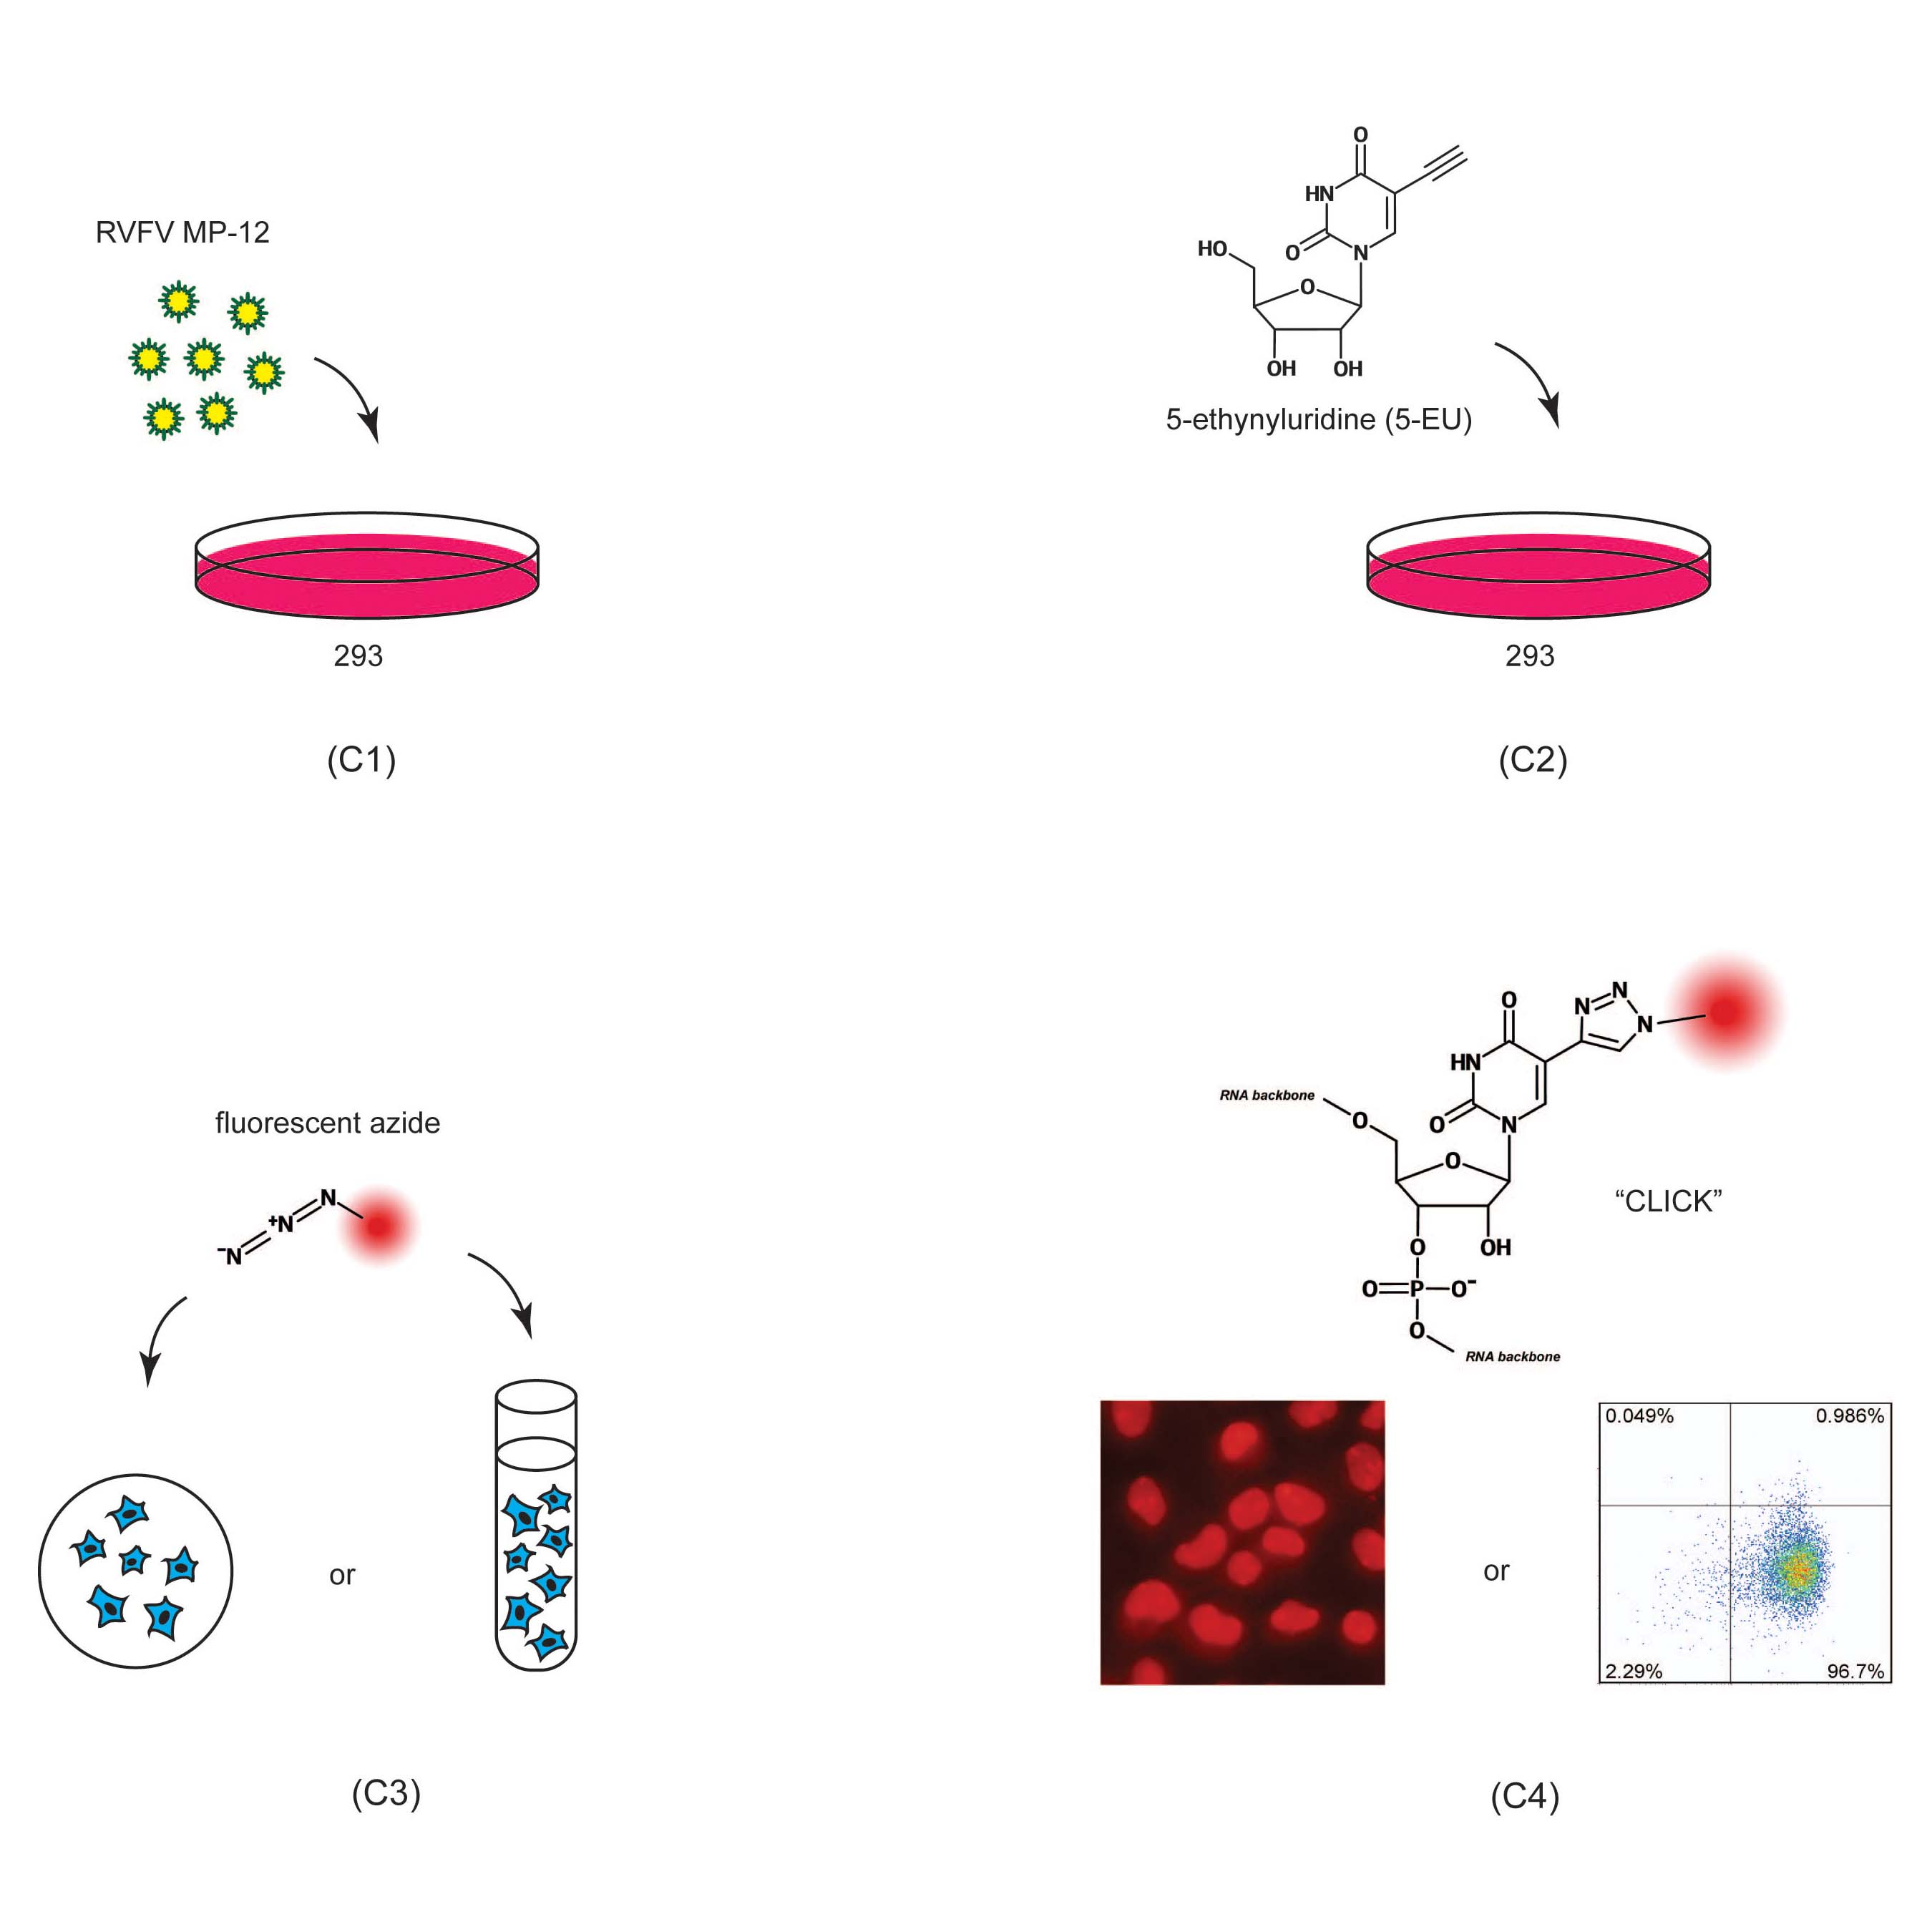 RVFV MP-12
293
(C1)
O
HN
O
N
HO
O
OH
OH
5-ethynyluridine (5-EU)
293
(C2)
fluorescent azide
⁻N
⁺N
N
or
(C3)
O
HN
O
N
N
N
N
RNA backbone
O
O
O
OH
O
P
O⁻
O
RNA backbone
“CLICK”
or
0.049%
0.986%
2.29%
96.7%
(C4)